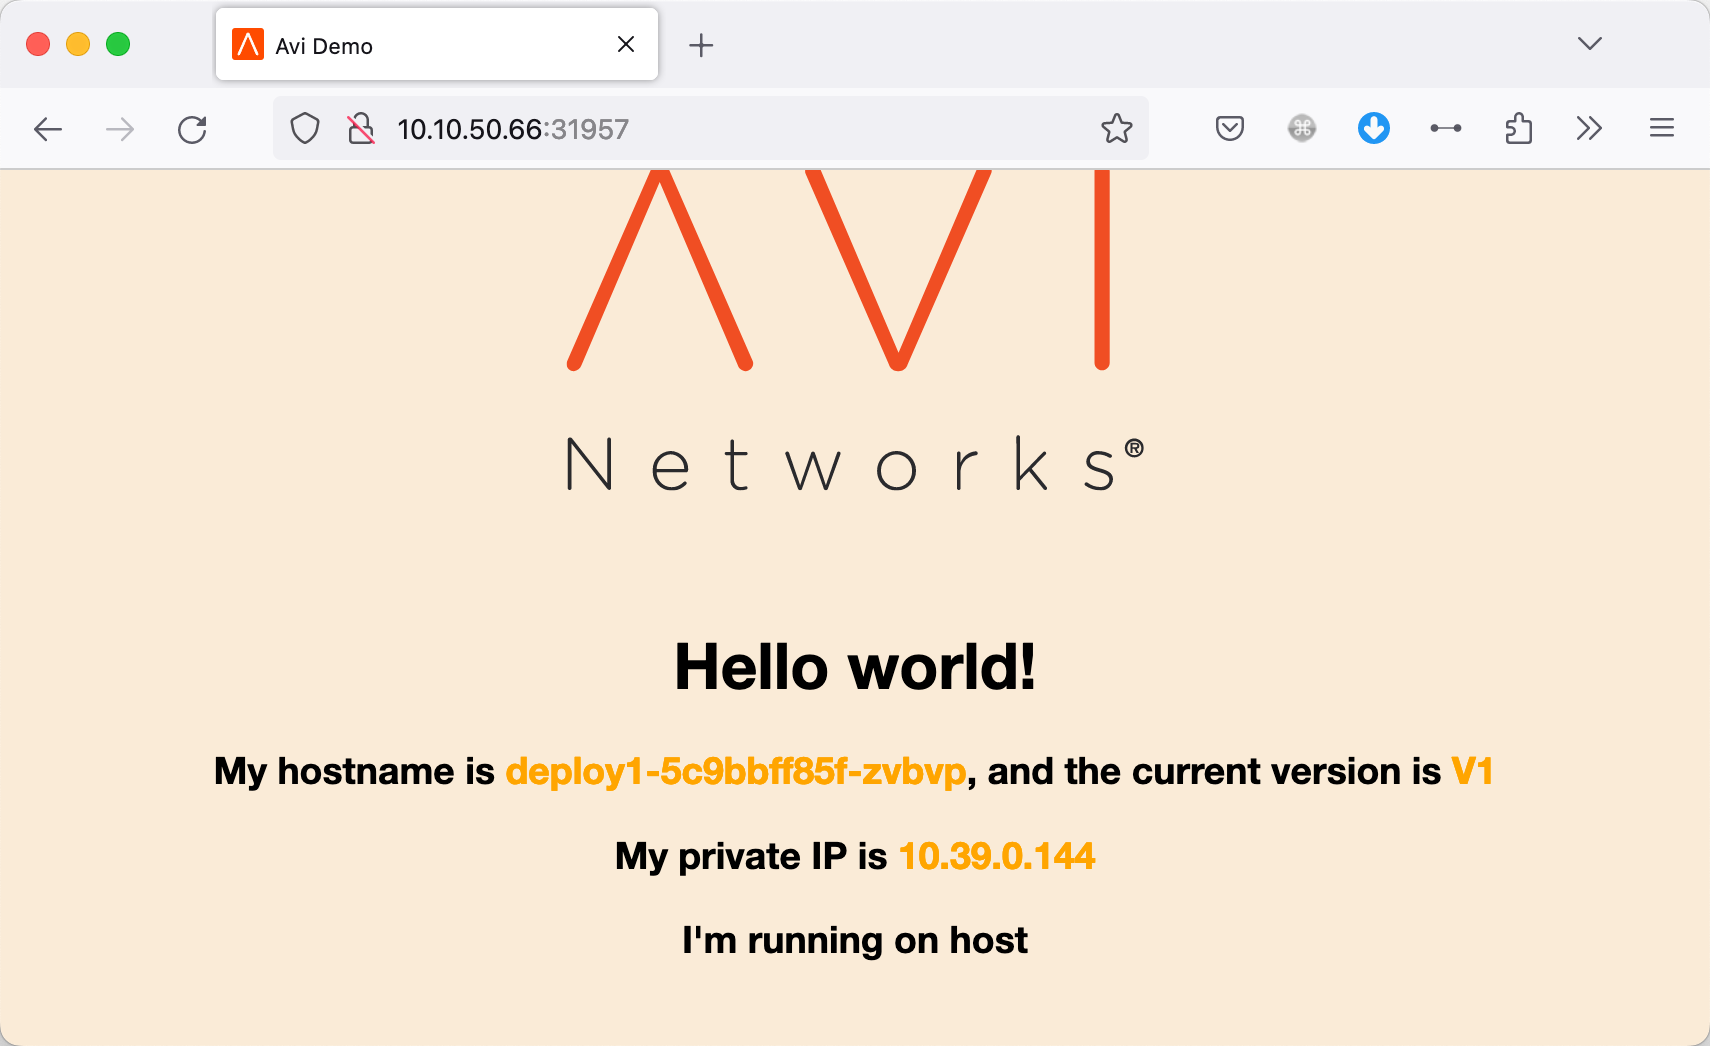 Avi Demo
10.10.50.66:31957
AVI
Networks®
Hello world!
My hostname is deploy1-5c9bbff85f-zvbvp, and the current version is V1
My private IP is 10.39.0.144
I'm running on host